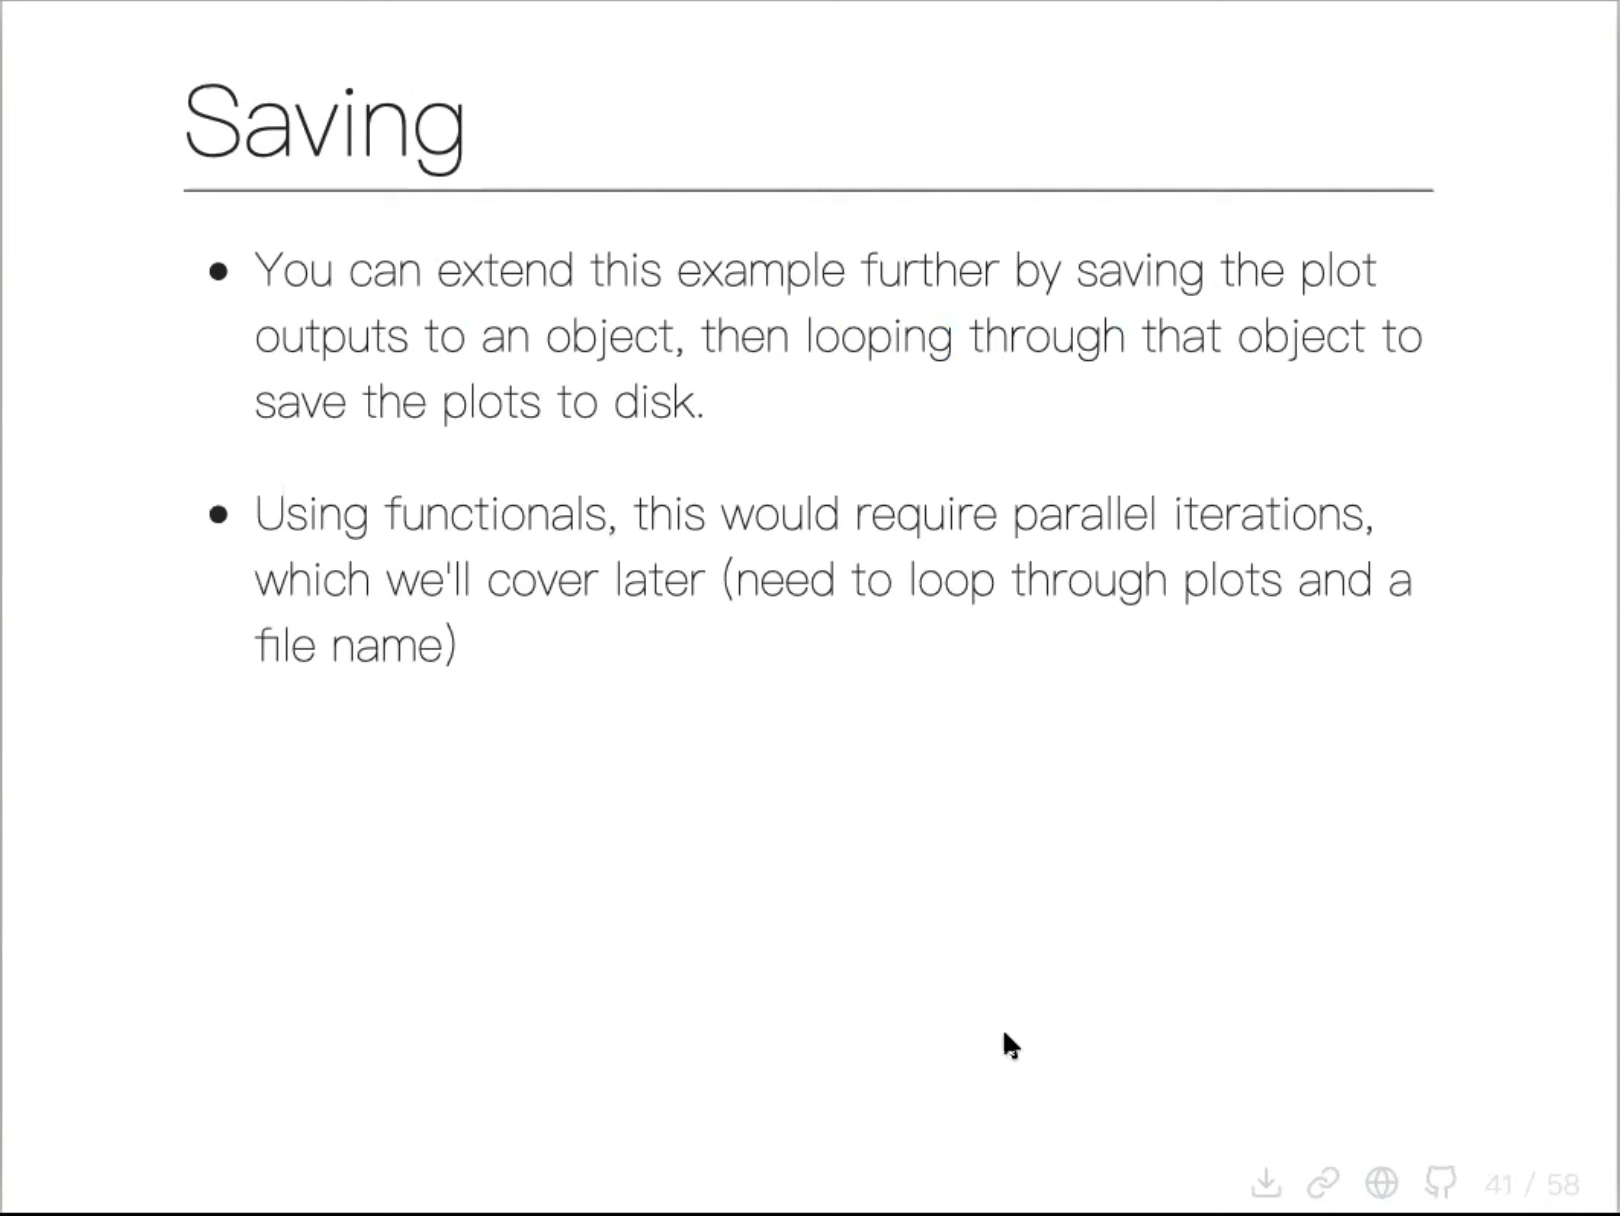 Saving
● You can extend this example further by saving the plot
outputs to an object, then looping through that object to
save the plots to disk.
● Using functionals, this would require parallel iterations,
which we'll cover later (need to loop through plots and a
file name)
41 / 58